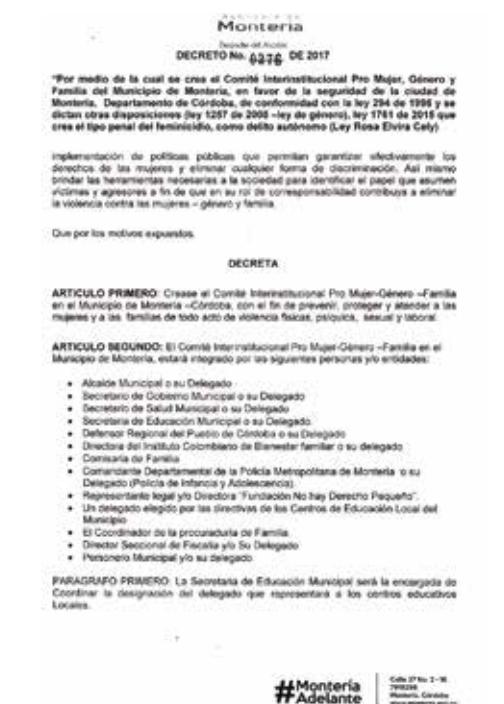 Montería
Despacho del Alcalde
DECRETO No. 0276 DE 2017
"Por medio de la cual se crea el Comité Interinstitucional Pro Mujer, Género y
Familia del Municipio de Montería, en favor de la seguridad de la ciudad de
Montería, Departamento de Córdoba, de conformidad con la ley 294 de 1996 y se
dictan otras disposiciones (ley 1257 de 2008 –ley de género), ley 1761 de 2015 que
crea el tipo penal del feminicidio, como delito autónomo (Ley Rosa Elvira Cely)
implementación de políticas públicas que permitan garantizar efectivamente los
derechos de las mujeres y eliminar cualquier forma de discriminación. Así mismo
brindar las herramientas necesarias a la sociedad para identificar el papel que asumen
víctimas y agresores a fin de que en su rol de corresponsabilidad contribuya a eliminar
la violencia contra las mujeres – género y familia.
Que por los motivos expuestos.
DECRETA
ARTICULO PRIMERO: Crease el Comité Interinstitucional Pro Mujer-Género –Familia
en el Municipio de Montería –Córdoba, con el fin de prevenir, proteger y atender a las
mujeres y a las familias de todo acto de violencia físicas, psíquica, sexual y laboral.
ARTICULO SEGUNDO: El Comité Interinstitucional Pro Mujer-Género –Familia en el
Municipio de Montería, estará integrado por las siguientes personas y/o entidades:
• Alcalde Municipal o su Delegado
• Secretario de Gobierno Municipal o su Delegado
• Secretario de Salud Municipal o su Delegado
• Secretaria de Educación Municipal o su Delegado.
• Defensor Regional del Pueblo de Córdoba o su Delegado
• Directora del Instituto Colombiano de Bienestar familiar o su delegado
• Comisaria de Familia
• Comandante Departamental de la Policía Metropolitana de Montería o su
Delegado (Policía de Infancia y Adolescencia).
• Representante legal y/o Directora "Fundación No hay Derecho Pequeño".
• Un delegado elegido por las directivas de los Centros de Educación Local del
Municipio
• El Coordinador de la procuraduría de Familia.
• Director Seccional de Fiscalía y/o Su Delegado
• Personero Municipal y/o su delegado.
PARAGRAFO PRIMERO: La Secretaria de Educación Municipal será la encargada de
Coordinar la designación del delegado que representará a los centros educativos
Locales.
#Montería
Adelante
Calle 27 No. 2 - 16
Montería, Córdoba